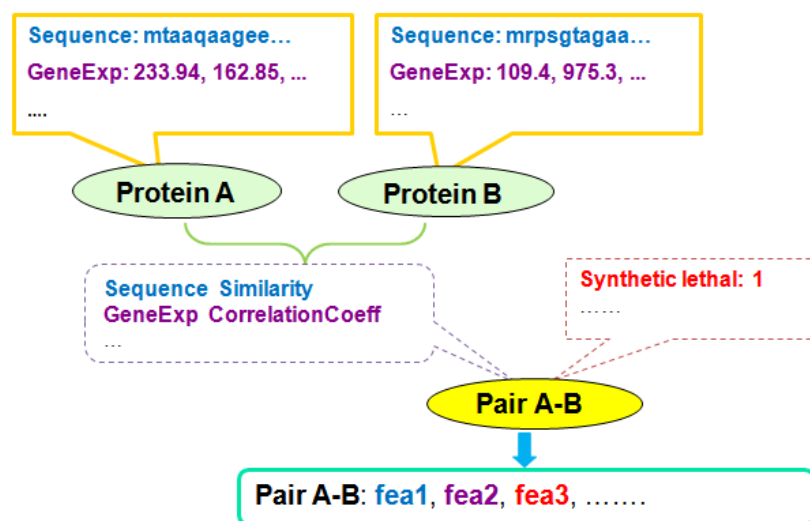 Sequence: mtaaqaagee…
GeneExp: 233.94, 162.85, ...
....
Sequence: mrpsgtagaa…
GeneExp: 109.4, 975.3, ...
…
Protein A
Protein B
Sequence Similarity
GeneExp CorrelationCoeff
…
Synthetic lethal: 1
……
Pair A-B
Pair A-B: fea1, fea2, fea3, …….